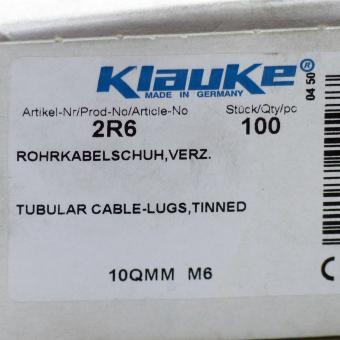 Klauke®
MADE IN GERMANY
Artikel-Nr/Prod-No/Article-No Stück/Qty/pc
2R6 100
ROHRKABELSCHUH,VERZ.
TUBULAR CABLE-LUGS,TINNED
10QMM M6
04 50